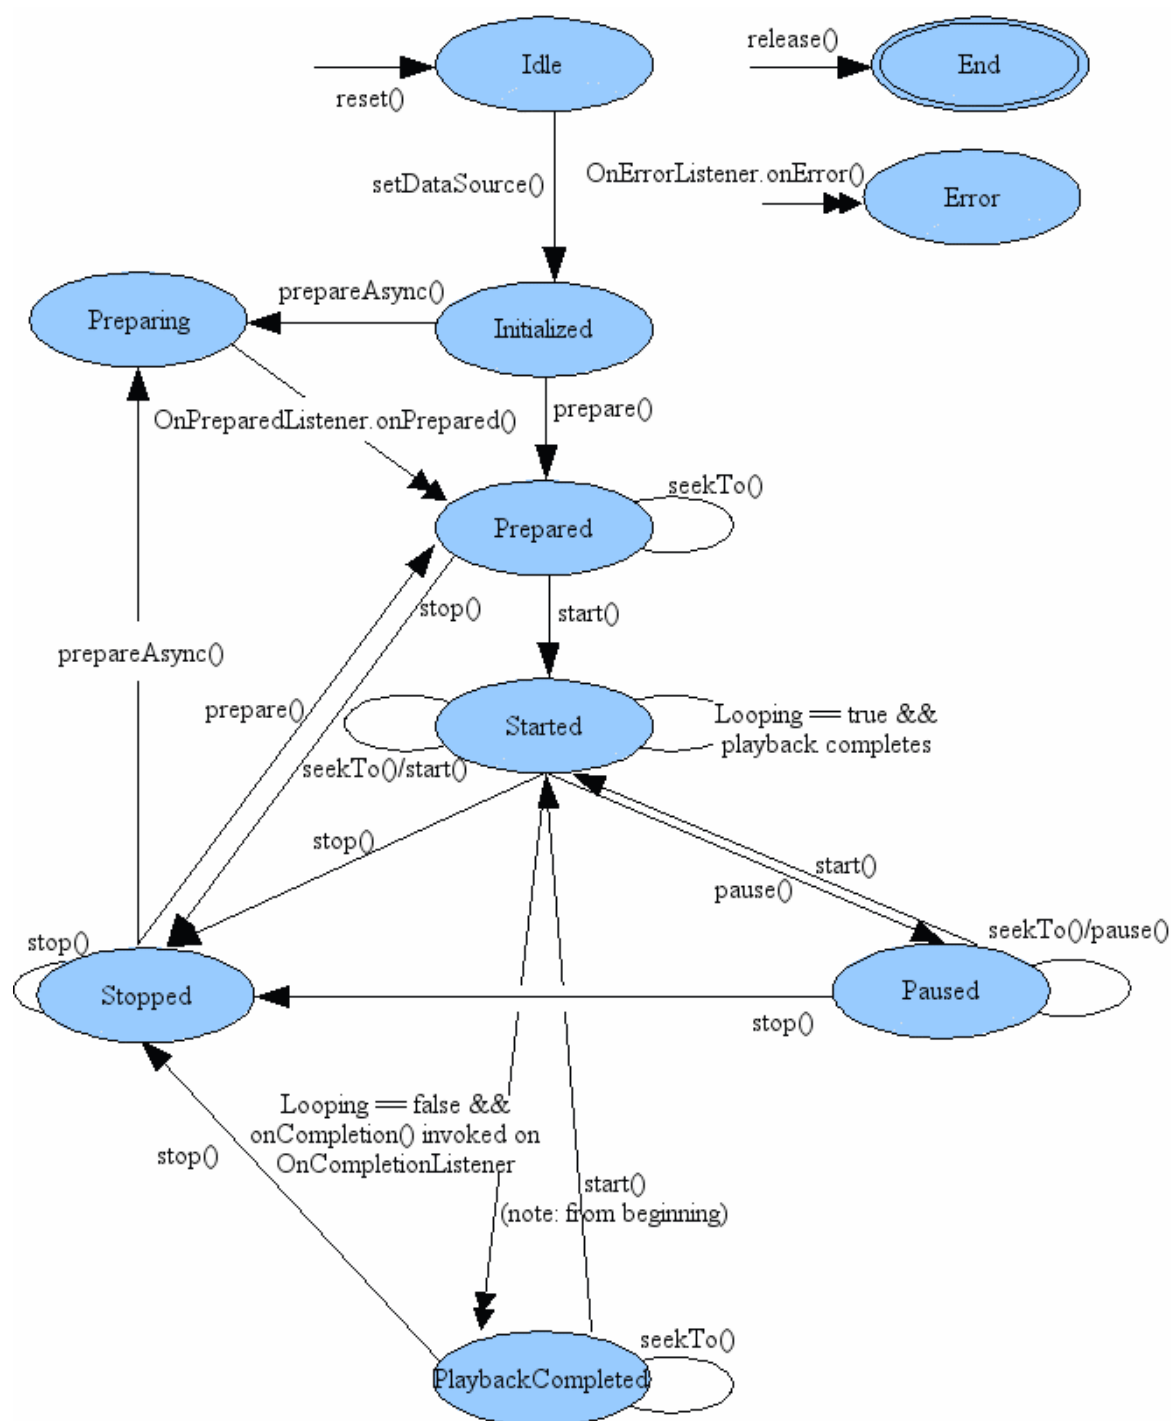 Idle
release()
End
reset()
setDataSource()
OnErrorListener.onError()
Error
prepareAsync()
Preparing
Initialized
OnPreparedListener.onPrepared()
prepare()
seekTo()
Prepared
stop()
start()
prepareAsync()
prepare()
Started
Looping == true &&
playback completes
seekTo()/start()
stop()
start()
pause()
stop()
seekTo()/pause()
Stopped
Paused
stop()
Looping == false &&
onCompletion() invoked on
OnCompletionListener
stop()
start()
(note: from beginning)
seekTo()
PlaybackCompleted